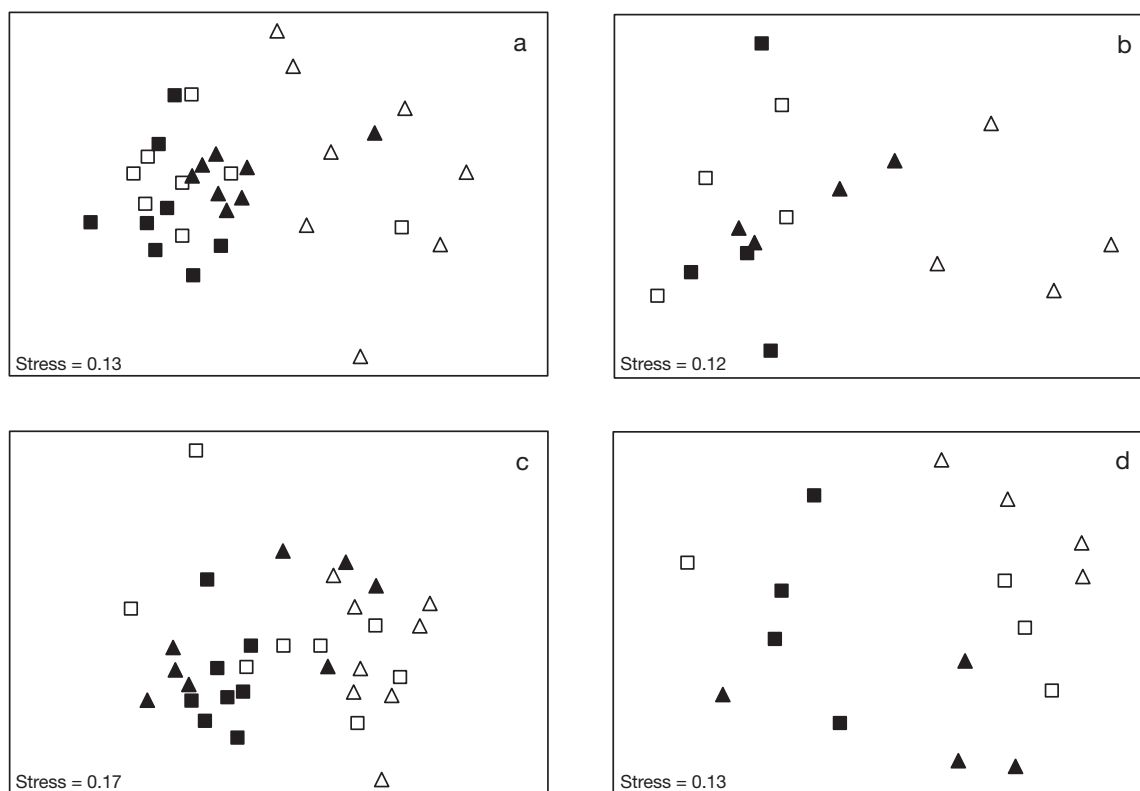 a
Stress = 0.13
b
Stress = 0.12
c
Stress = 0.17
d
Stress = 0.13